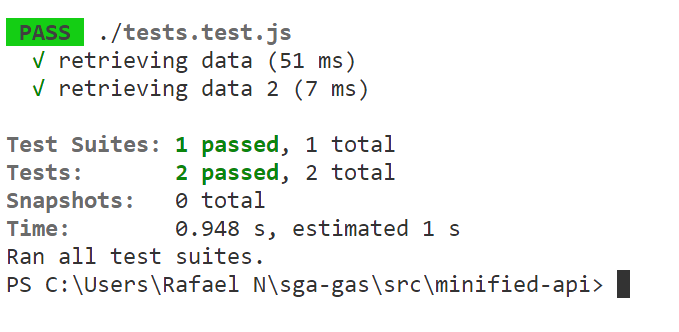 PASS ./tests.test.js
√ retrieving data (51 ms)
√ retrieving data 2 (7 ms)
Test Suites: 1 passed, 1 total
Tests: 2 passed, 2 total
Snapshots: 0 total
Time: 0.948 s, estimated 1 s
Ran all test suites.
PS C:\Users\Rafael N\sga-gas\src\minified-api>